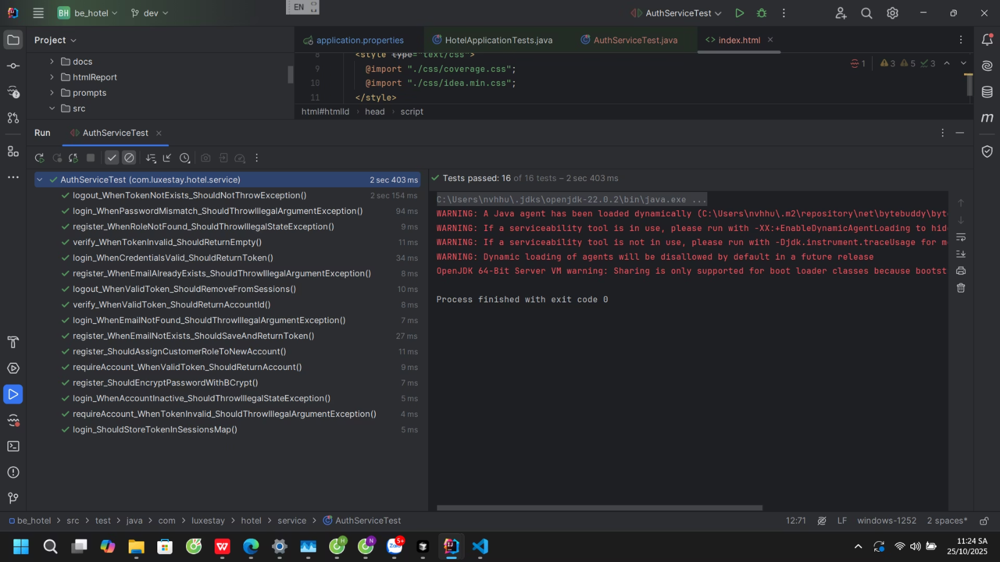 BH be_hotel dev EN AuthServiceTest
Project
application.properties HotelApplicationTests.java AuthServiceTest.java index.html
docs
htmlReport
prompts
src
8 <style type="text/css">
9 @import "./css/coverage.css";
10 @import "./css/idea.min.css";
11 </style>
1 3 5 3
html#htmlId › head › script
Run AuthServiceTest
AuthServiceTest (com.luxestay.hotel.service) 2 sec 403 ms
logout_WhenTokenNotExists_ShouldNotThrowException() 2 sec 154 ms
login_WhenPasswordMismatch_ShouldThrowIllegalArgumentException() 94 ms
register_WhenRoleNotFound_ShouldThrowIllegalStateException() 9 ms
verify_WhenTokenInvalid_ShouldReturnEmpty() 11 ms
login_WhenCredentialsValid_ShouldReturnToken() 34 ms
register_WhenEmailAlreadyExists_ShouldThrowIllegalArgumentException() 8 ms
logout_WhenValidToken_ShouldRemoveFromSessions() 10 ms
verify_WhenValidToken_ShouldReturnAccountId() 8 ms
login_WhenEmailNotFound_ShouldThrowIllegalArgumentException() 7 ms
register_WhenEmailNotExists_ShouldSaveAndReturnToken() 27 ms
register_ShouldAssignCustomerRoleToNewAccount() 11 ms
requireAccount_WhenValidToken_ShouldReturnAccount() 9 ms
register_ShouldEncryptPasswordWithBCrypt() 7 ms
login_WhenAccountInactive_ShouldThrowIllegalStateException() 5 ms
requireAccount_WhenTokenInvalid_ShouldThrowIllegalArgumentException() 4 ms
login_ShouldStoreTokenInSessionsMap() 5 ms
Tests passed: 16 of 16 tests – 2 sec 403 ms
C:\Users\nvhhu\.jdks\openjdk-22.0.2\bin\java.exe ...
WARNING: A Java agent has been loaded dynamically (C:\Users\nvhhu\.m2\repository\net\bytebuddy\byt
WARNING: If a serviceability tool is in use, please run with -XX:+EnableDynamicAgentLoading to hid
WARNING: If a serviceability tool is not in use, please run with -Djdk.instrument.traceUsage for m
WARNING: Dynamic loading of agents will be disallowed by default in a future release
OpenJDK 64-Bit Server VM warning: Sharing is only supported for boot loader classes because bootst
Process finished with exit code 0
be_hotel › src › test › java › com › luxestay › hotel › service › AuthServiceTest
12:71 LF windows-1252 2 spaces*
H N Zalo 5+
11:24 SA
25/10/2025